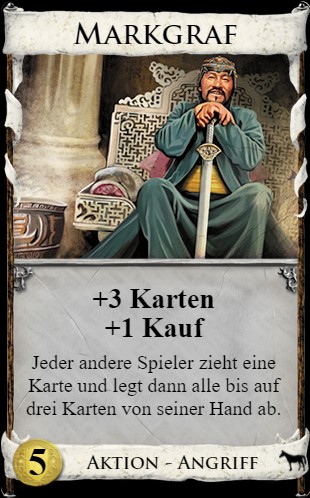 Markgraf
+3 Karten
+1 Kauf
Jeder andere Spieler zieht eine
Karte und legt dann alle bis auf
drei Karten von seiner Hand ab.
5 Aktion - Angriff